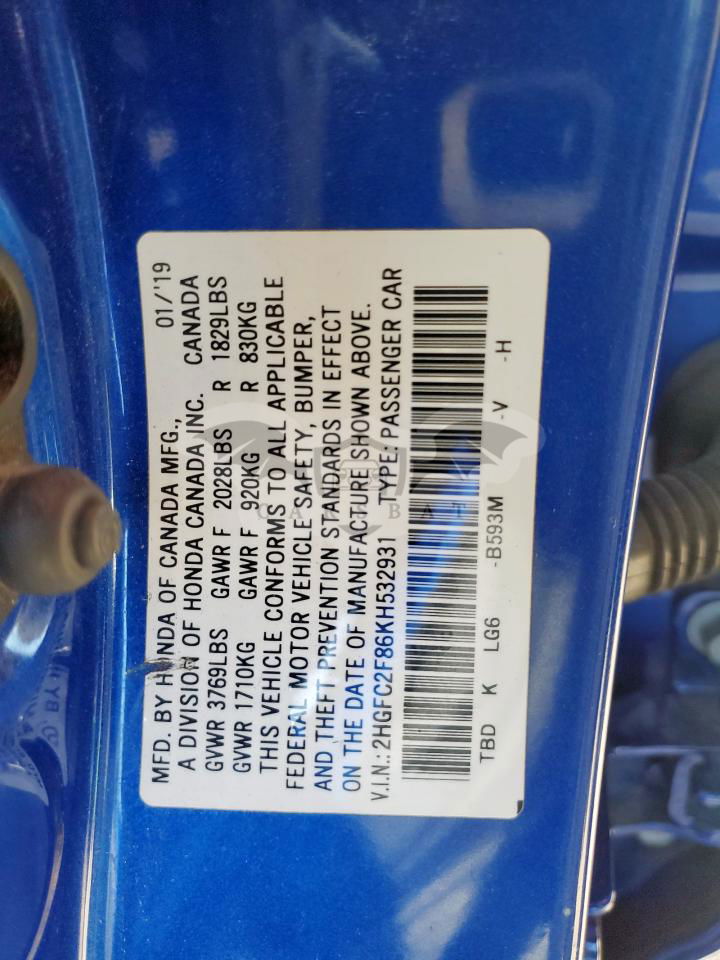 MFD. BY HONDA OF CANADA MFG., 01/'19
A DIVISION OF HONDA CANADA INC. CANADA
GVWR 3769LBS GAWR F 2028LBS R 1829LBS
GVWR 1710KG GAWR F 920KG R 830KG
THIS VEHICLE CONFORMS TO ALL APPLICABLE
FEDERAL MOTOR VEHICLE SAFETY, BUMPER,
AND THEFT PREVENTION STANDARDS IN EFFECT
ON THE DATE OF MANUFACTURE SHOWN ABOVE.
V.I.N.: 2HGFC2F86KH532931 TYPE: PASSENGER CAR
TBD K LG6 -B593M -V -H
CARFBAT